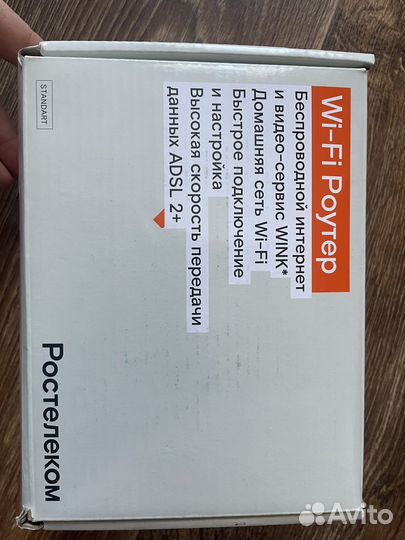 Wi-Fi Роутер
Беспроводной интернет
и видео-сервис WINK*
Домашняя сеть Wi-Fi
Быстрое подключение
и настройка
Высокая скорость передачи
данных ADSL 2+
STANDART
Ростелеком
Avito